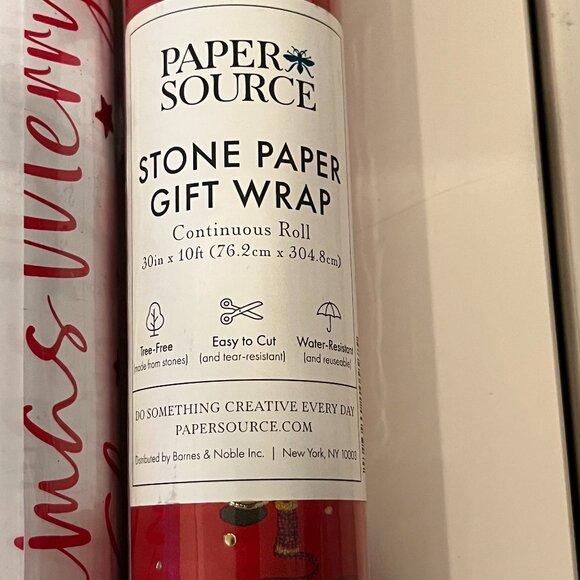 PAPER
SOURCE
STONE PAPER
GIFT WRAP
Continuous Roll
30in x 10ft (76.2cm x 304.8cm)
Tree-Free
(made from stones)
Easy to Cut
(and tear-resistant)
Water-Resistant
(and reuseable)
DO SOMETHING CREATIVE EVERY DAY
PAPERSOURCE.COM
Distributed by Barnes & Noble Inc. | New York, NY 10003
mas Merry